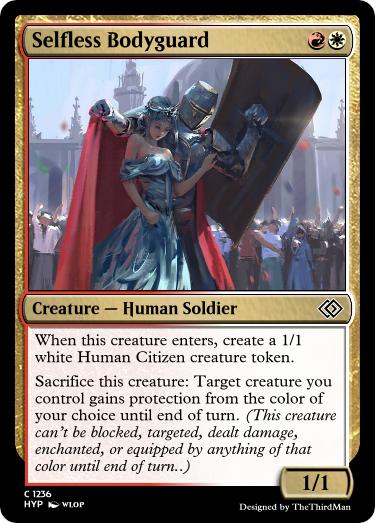 Selfless Bodyguard
Creature — Human Soldier
When this creature enters, create a 1/1
white Human Citizen creature token.
Sacrifice this creature: Target creature you
control gains protection from the color of
your choice until end of turn. (This creature
can't be blocked, targeted, dealt damage,
enchanted, or equipped by anything of that
color until end of turn..)
1/1
C 1236
HYP WLOP
Designed by TheThirdMan